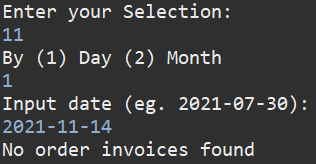 Enter your Selection:
11
By (1) Day (2) Month
1
Input date (eg. 2021-07-30):
2021-11-14
No order invoices found